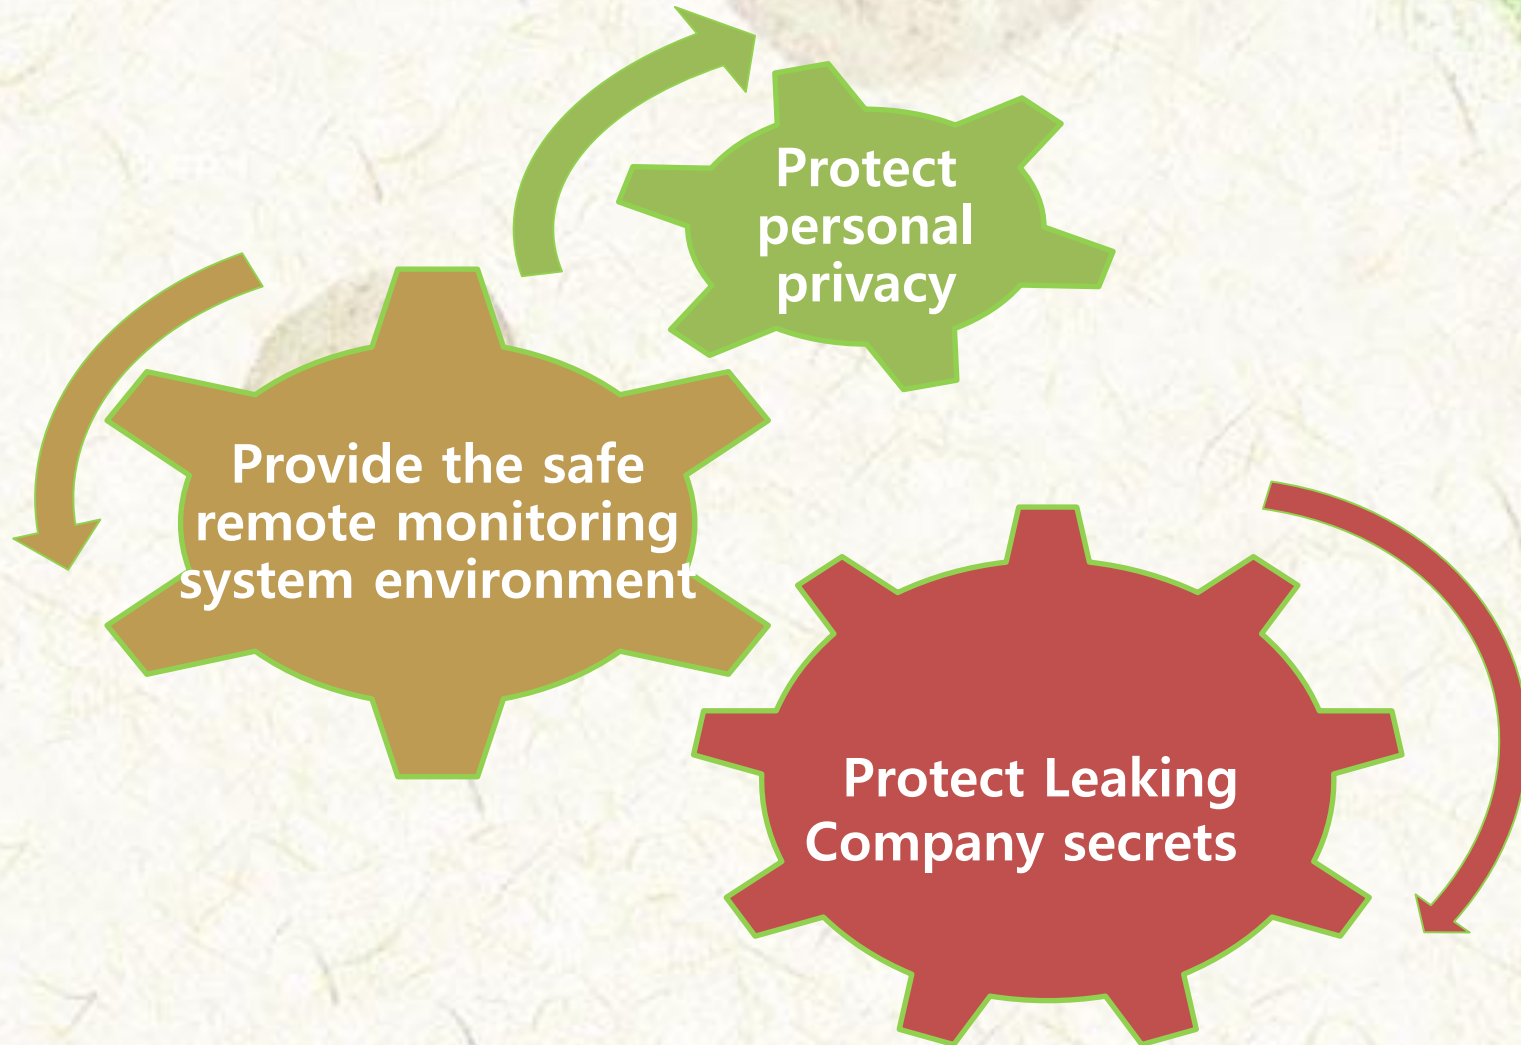 Protect
personal
privacy
Provide the safe
remote monitoring
system environment
Protect Leaking
Company secrets